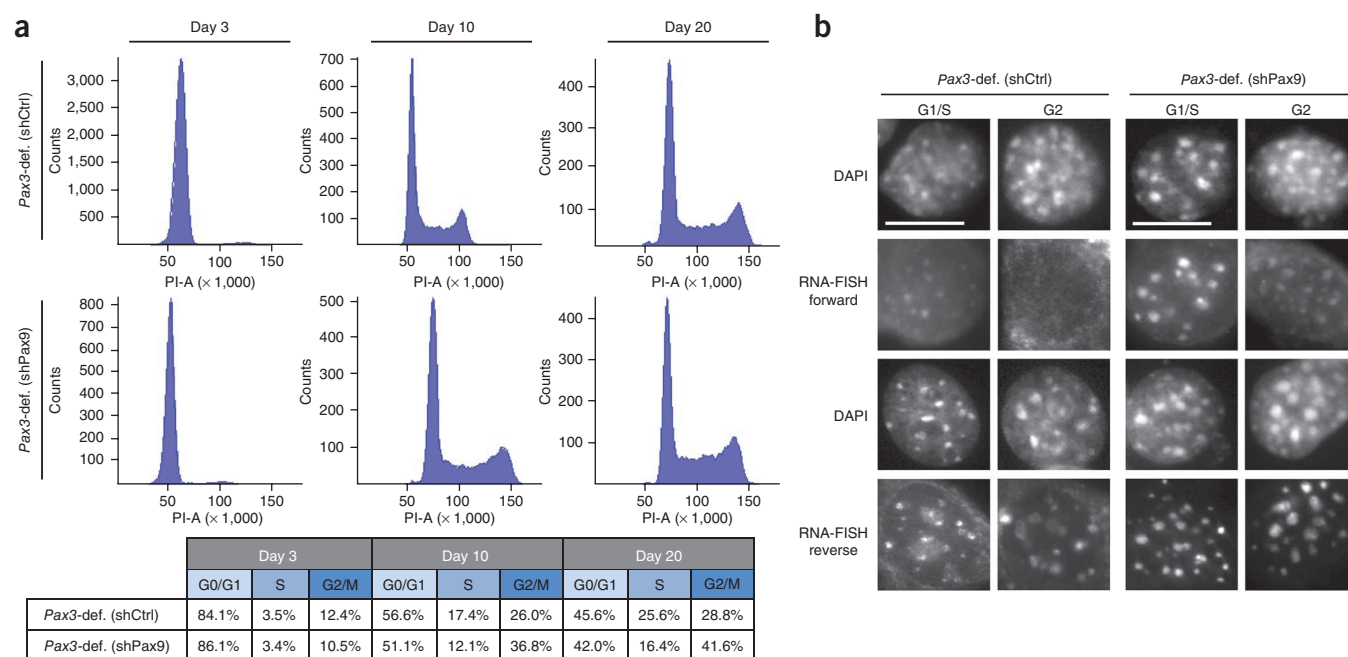 a
Day 3 Day 10 Day 20
Pax3-def. (shCtrl)
Counts
3,000
2,500
2,000
1,500
1,000
500
50 100 150
PI-A (× 1,000)
Counts
700
600
500
400
300
200
100
50 100 150
PI-A (× 1,000)
Counts
400
300
200
100
50 100 150
PI-A (× 1,000)
Pax3-def. (shPax9)
Counts
800
700
600
500
400
300
200
100
50 100 150
PI-A (× 1,000)
Counts
500
400
300
200
100
50 100 150
PI-A (× 1,000)
Counts
400
300
200
100
50 100 150
PI-A (× 1,000)
Day 3 Day 10 Day 20
G0/G1 S G2/M G0/G1 S G2/M G0/G1 S G2/M
Pax3-def. (shCtrl) 84.1% 3.5% 12.4% 56.6% 17.4% 26.0% 45.6% 25.6% 28.8%
Pax3-def. (shPax9) 86.1% 3.4% 10.5% 51.1% 12.1% 36.8% 42.0% 16.4% 41.6%
b
Pax3-def. (shCtrl) Pax3-def. (shPax9)
G1/S G2 G1/S G2
DAPI
RNA-FISH
forward
DAPI
RNA-FISH
reverse